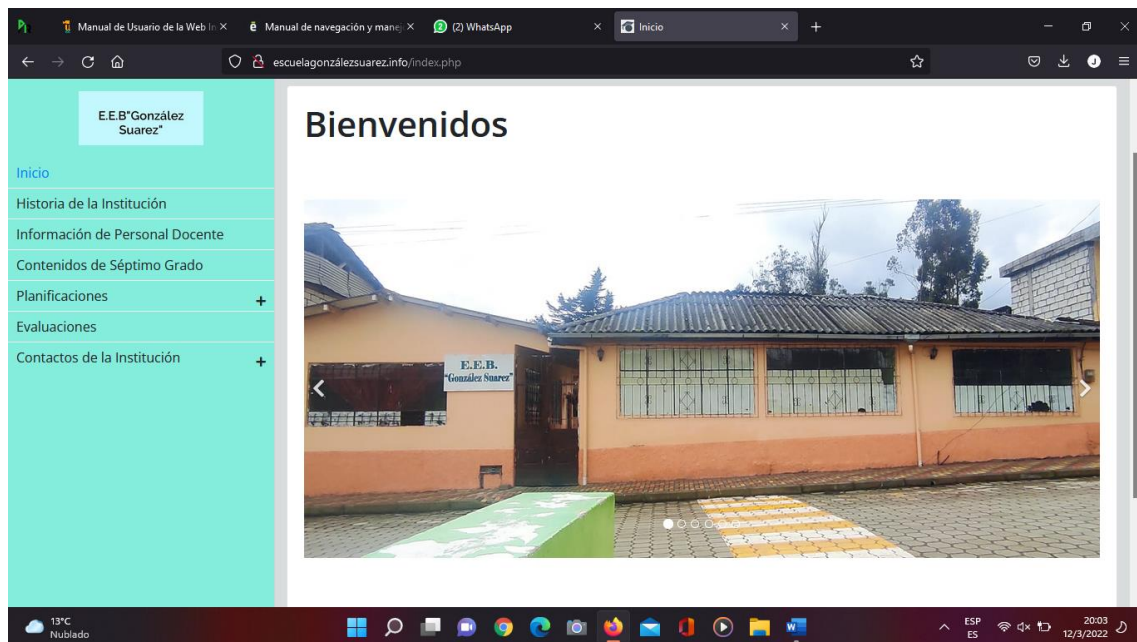 Manual de Usuario de la Web In
Manual de navegación y manej
(2) WhatsApp
Inicio
escuelagonzálezsuarez.info/index.php
E.E.B"González
Suarez"
Inicio
Historia de la Institución
Información de Personal Docente
Contenidos de Séptimo Grado
Planificaciones
Evaluaciones
Contactos de la Institución
Bienvenidos
E.E.B.
"González Suarez"
13°C
Nublado
ESP
ES
20:03
12/3/2022